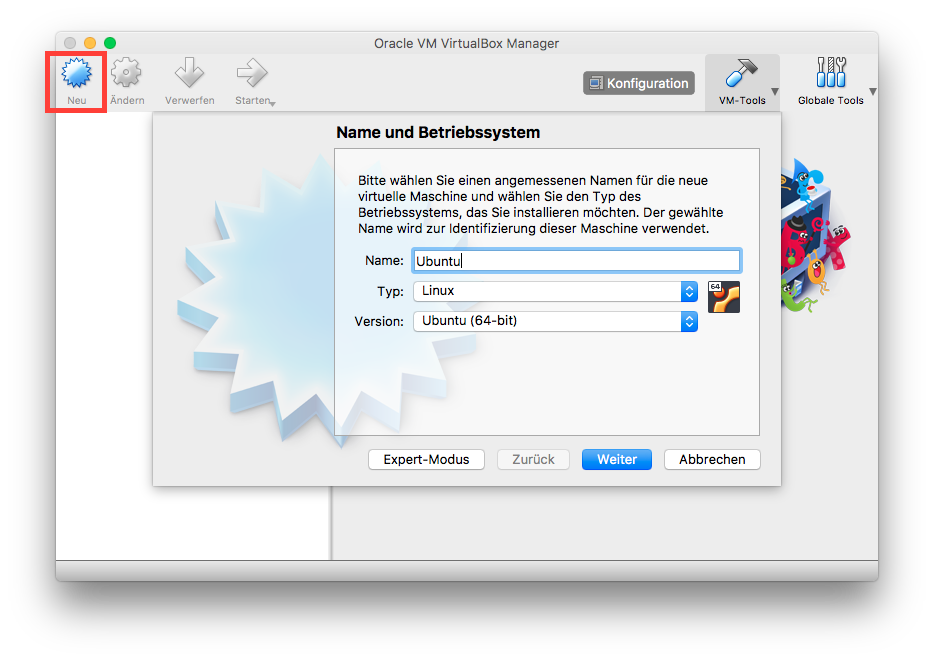 Oracle VM VirtualBox Manager
Neu
Ändern
Verwerfen
Starten
Konfiguration
VM-Tools
Globale Tools
Name und Betriebssystem
Bitte wählen Sie einen angemessenen Namen für die neue
virtuelle Maschine und wählen Sie den Typ des
Betriebssystems, das Sie installieren möchten. Der gewählte
Name wird zur Identifizierung dieser Maschine verwendet.
Name: Ubuntu
Typ: Linux
64
Version: Ubuntu (64-bit)
Expert-Modus
Zurück
Weiter
Abbrechen